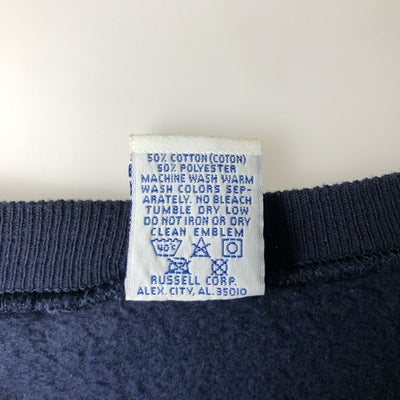 50% COTTON (COTON)
50% POLYESTER
MACHINE WASH WARM
WASH COLORS SEP-
ARATELY. NO BLEACH
TUMBLE DRY LOW
DO NOT IRON OR DRY
CLEAN EMBLEM
40°C
RUSSELL CORP.
ALEX. CITY, AL. 35010